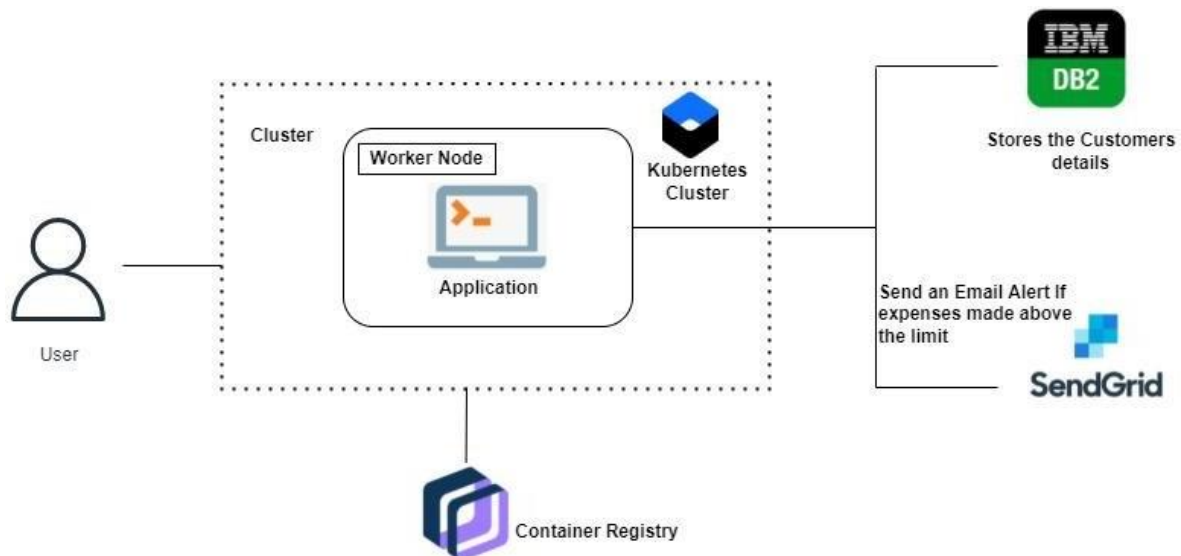 IBM
DB2
Stores the Customers
details
Cluster
Worker Node
Kubernetes
Cluster
Application
User
Send an Email Alert If
expenses made above
the limit
SendGrid
Container Registry